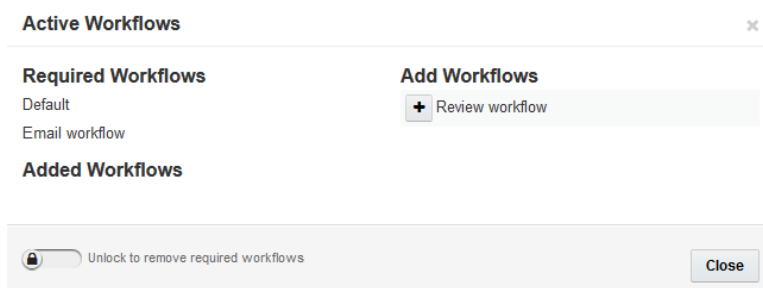 Active Workflows
Required Workflows
Default
Email workflow
Added Workflows
Add Workflows
Review workflow
Unlock to remove required workflows
Close